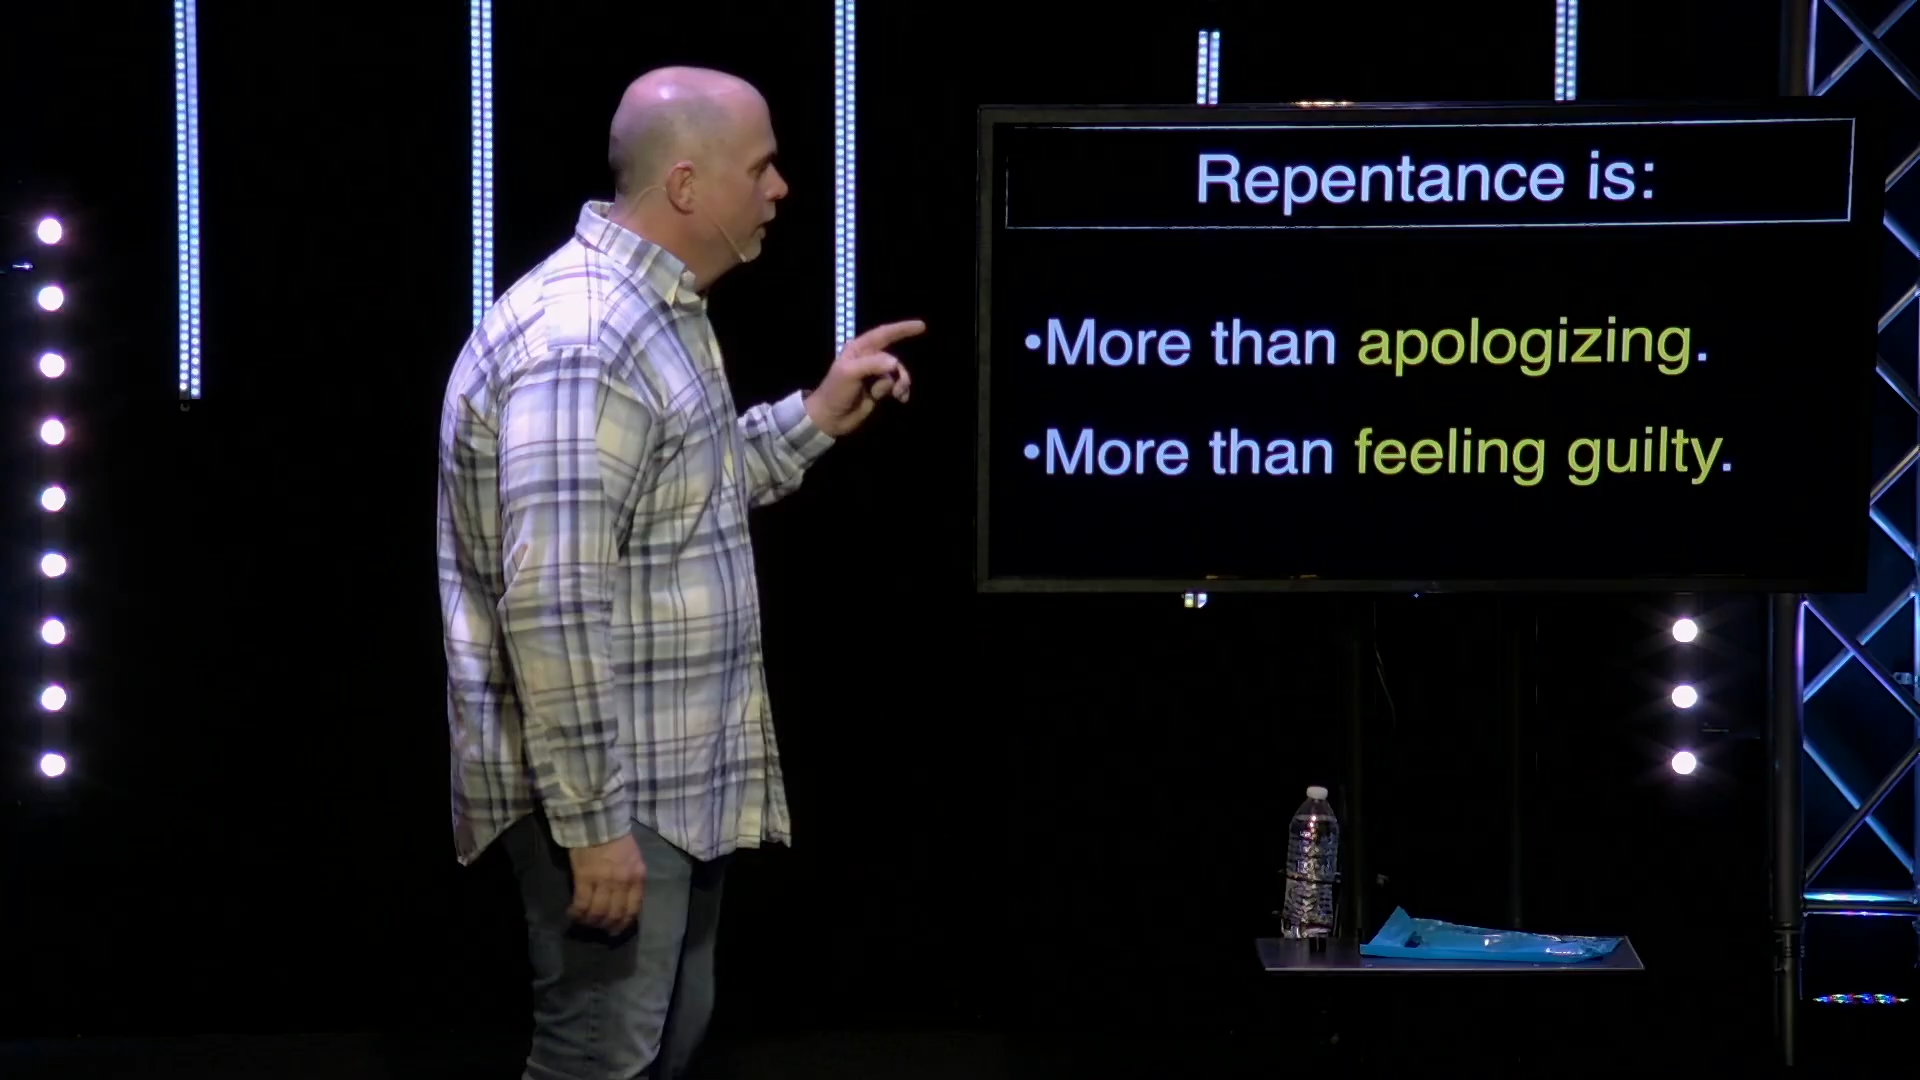 Repentance is:
•More than apologizing.
•More than feeling guilty.